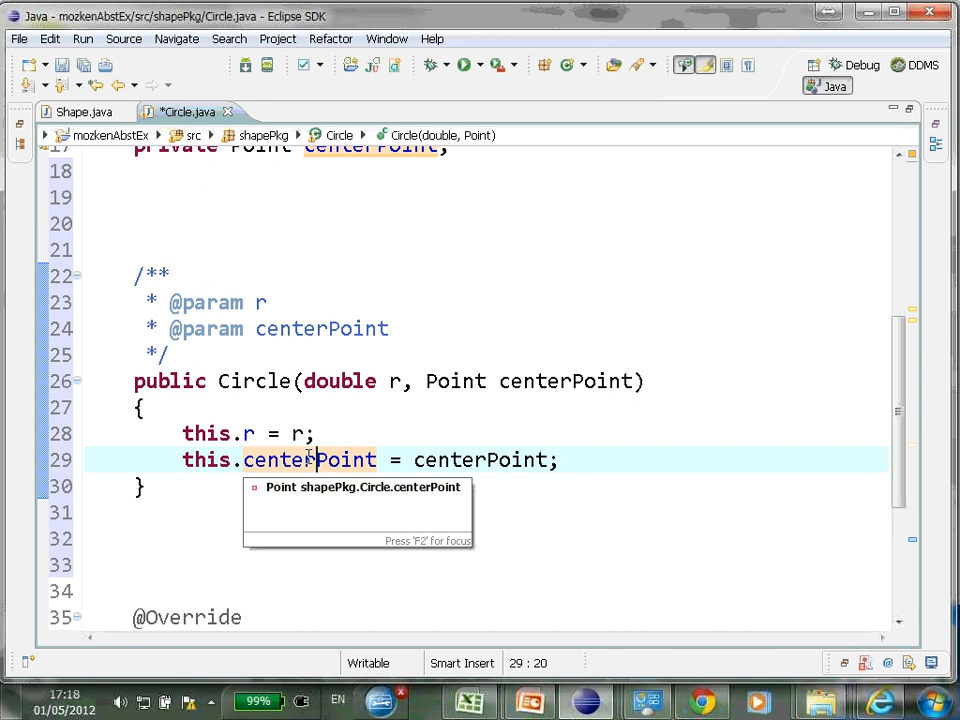 Java - mozkenAbstEx/src/shapePkg/Circle.java - Eclipse SDK
File Edit Run Source Navigate Search Project Refactor Window Help
Debug DDMS
Java
Shape.java *Circle.java
mozkenAbstEx src shapePkg Circle Circle(double, Point)
17 private Point centerPoint;
18
19
20
21
22 /**
23 * @param r
24 * @param centerPoint
25 */
26 public Circle(double r, Point centerPoint)
27 {
28 this.r = r;
29 this.centerPoint = centerPoint;
30 }
31 Point shapePkg.Circle.centerPoint
32
Press 'F2' for focus
33
34
35 @Override
Writable Smart Insert 29 : 20
17:18
01/05/2012
99% EN